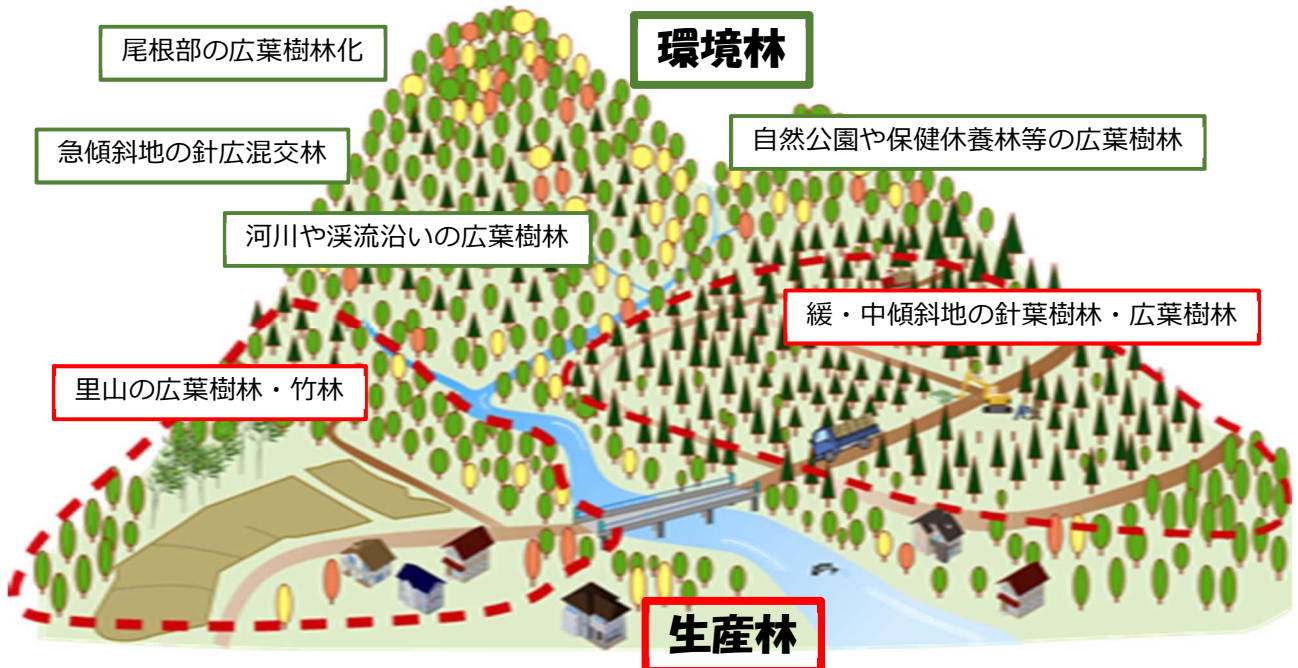 環境林
尾根部の広葉樹林化
急傾斜地の針広混交林
自然公園や保健休養林等の広葉樹林
河川や渓流沿いの広葉樹林
緩・中傾斜地の針葉樹林・広葉樹林
里山の広葉樹林・竹林
生産林